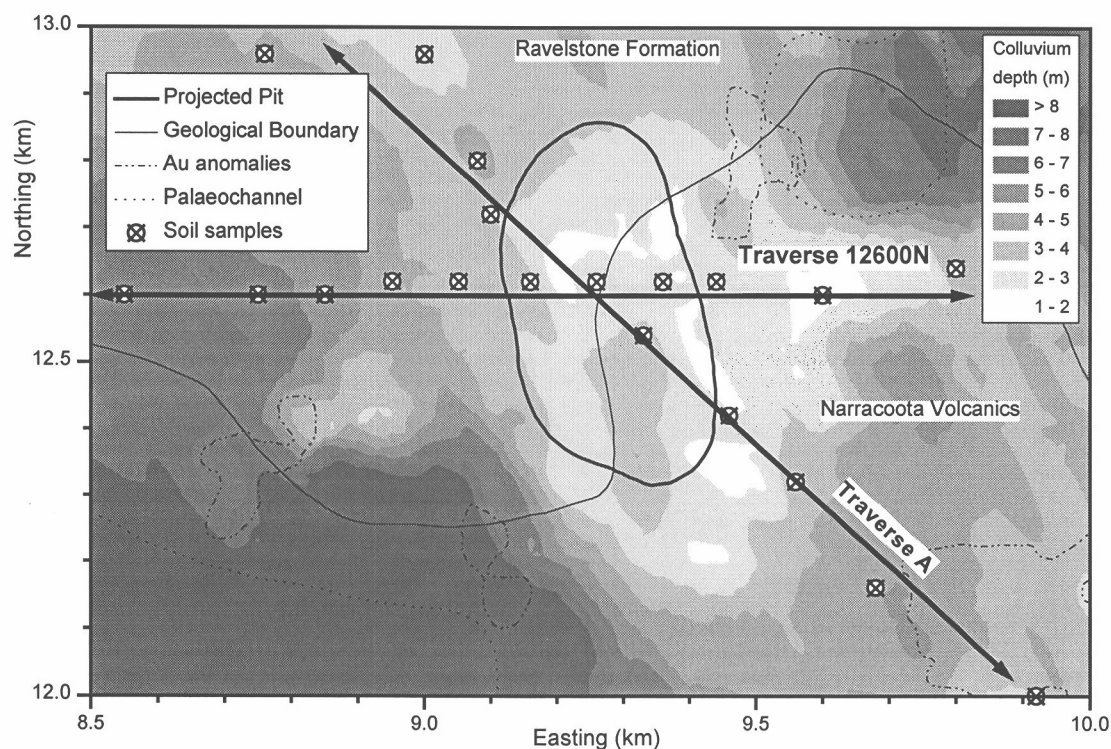 13.0
Ravelstone Formation
Colluvium
depth (m)
> 8
7 - 8
6 - 7
5 - 6
4 - 5
3 - 4
2 - 3
1 - 2
Projected Pit
Geological Boundary
Au anomalies
Palaeochannel
Soil samples
Northing (km)
Traverse 12600N
12.5
Narracoota Volcanics
Traverse A
12.0
8.5
9.0
9.5
10.0
Easting (km)